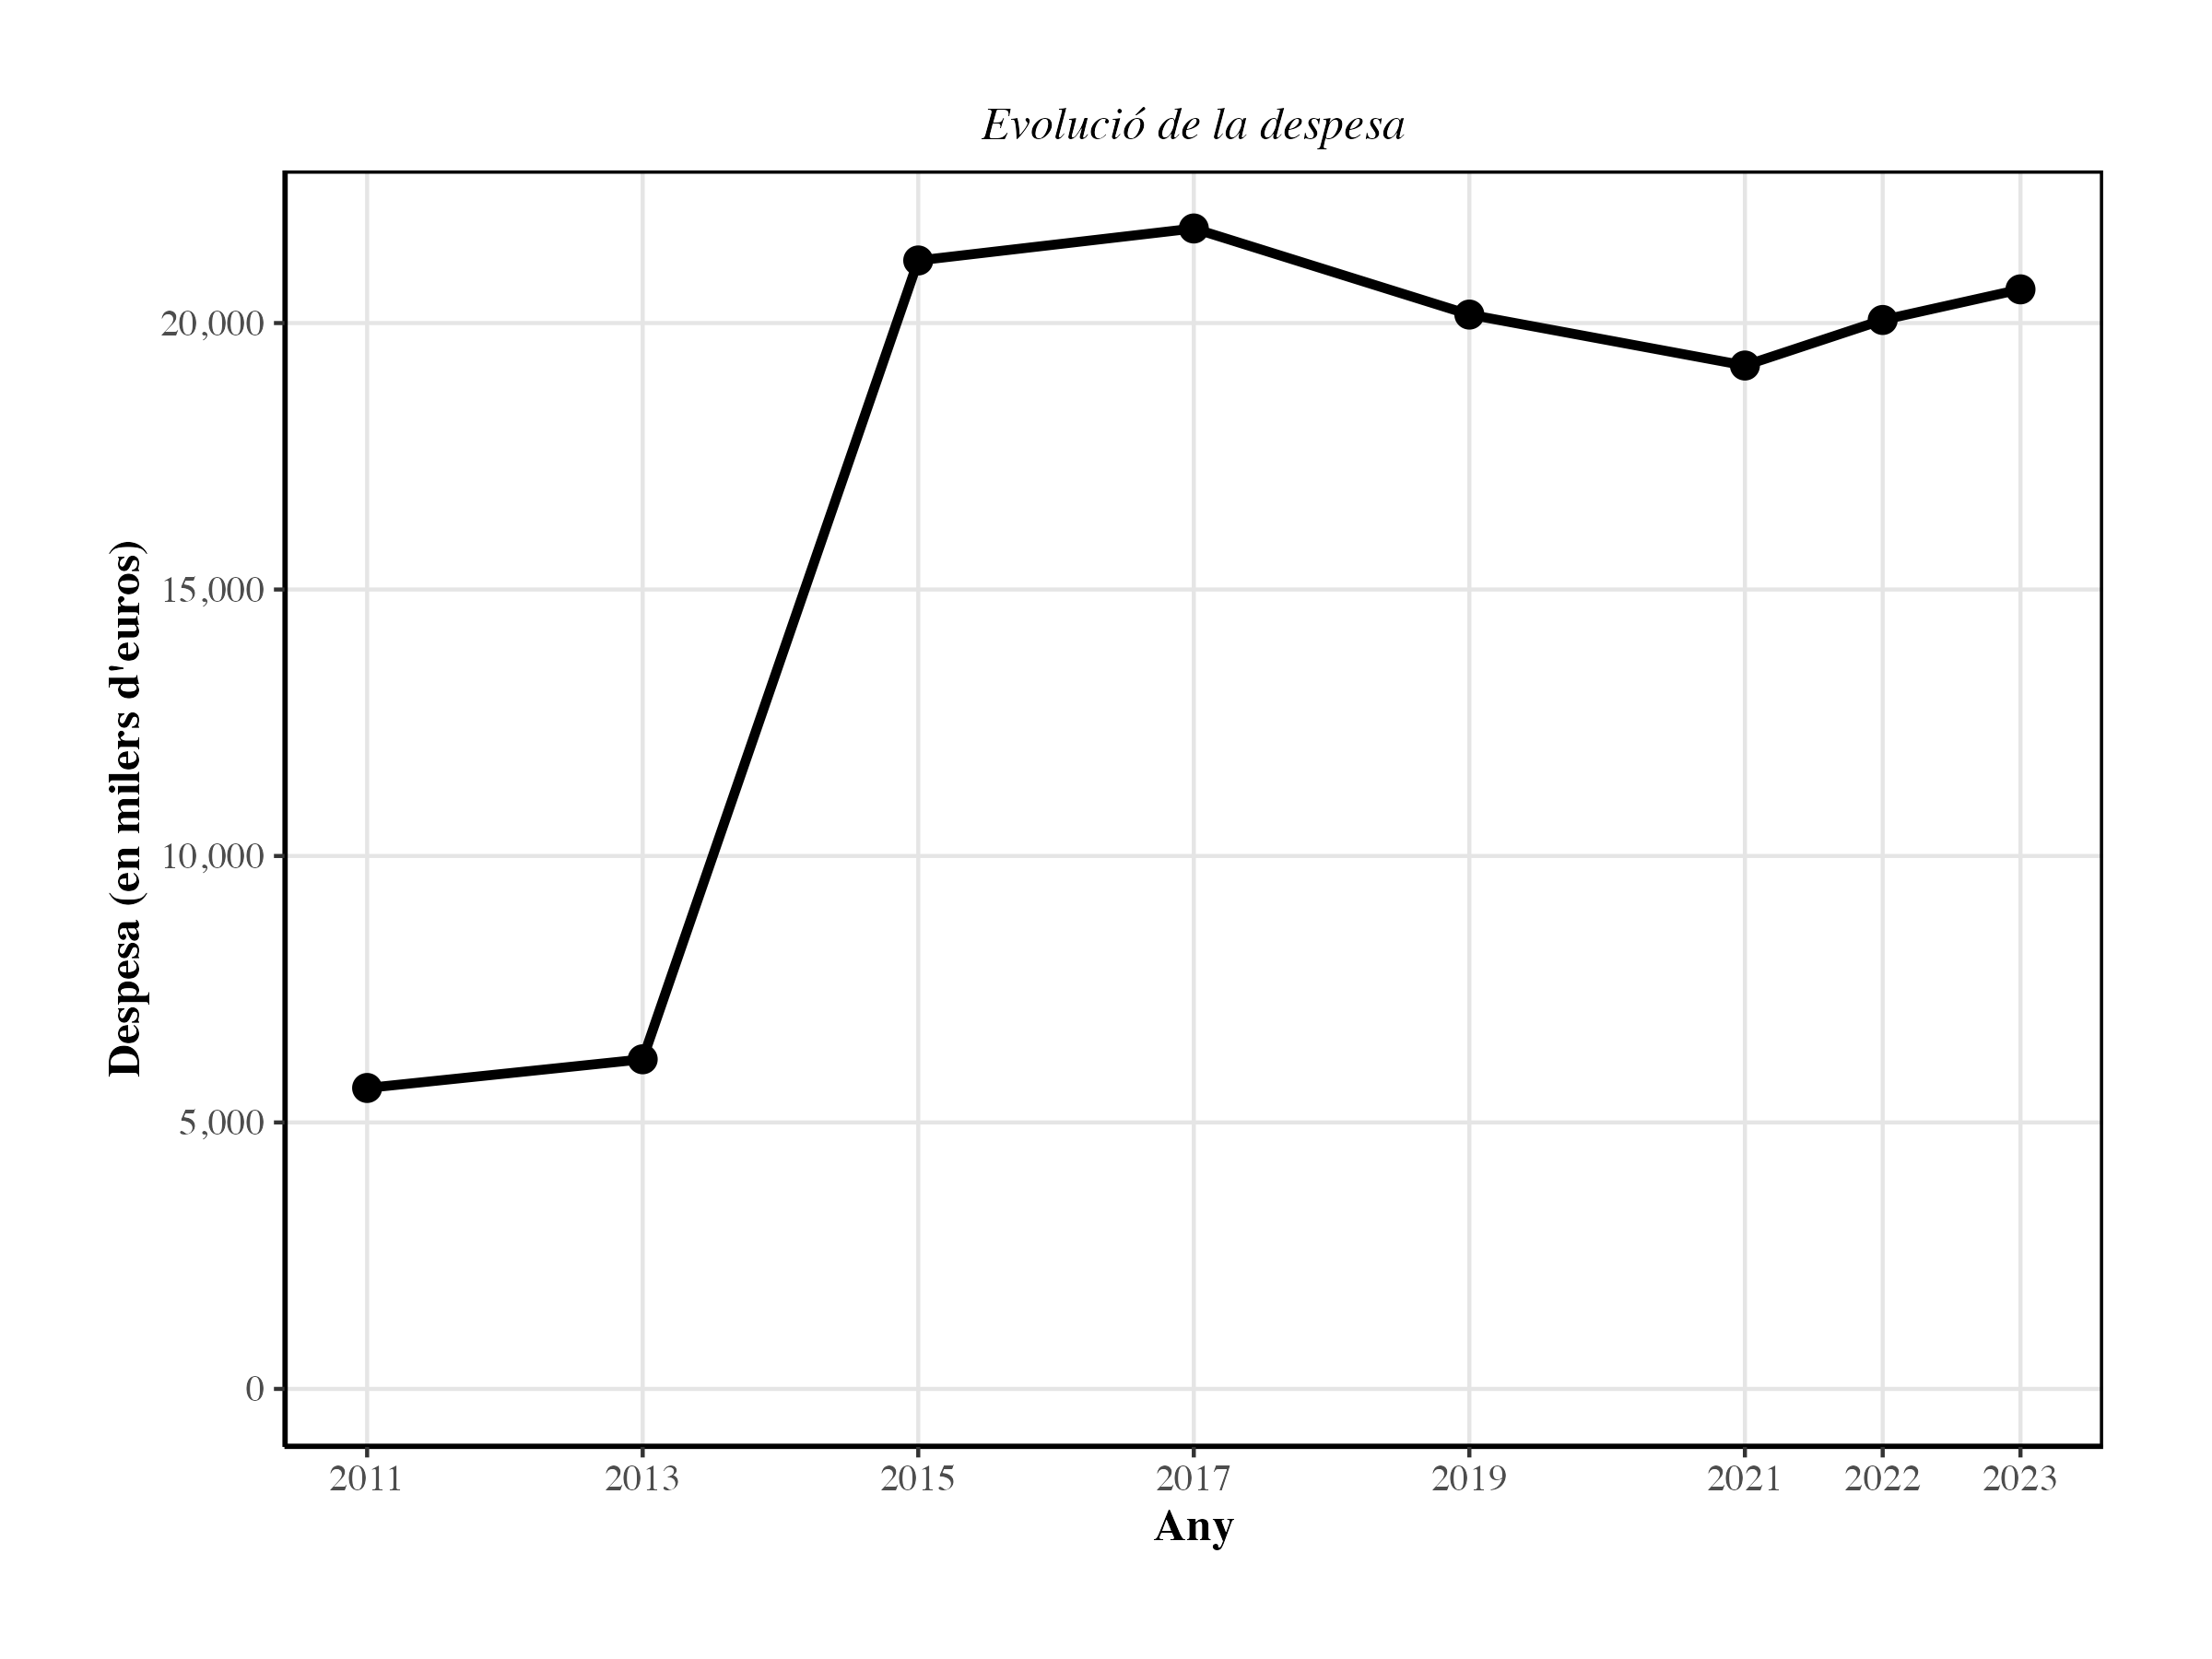 Evolució de la despesa
Despesa (en milers d'euros)
20,000
15,000
10,000
5,000
0
2011 2013 2015 2017 2019 2021 2022 2023
Any